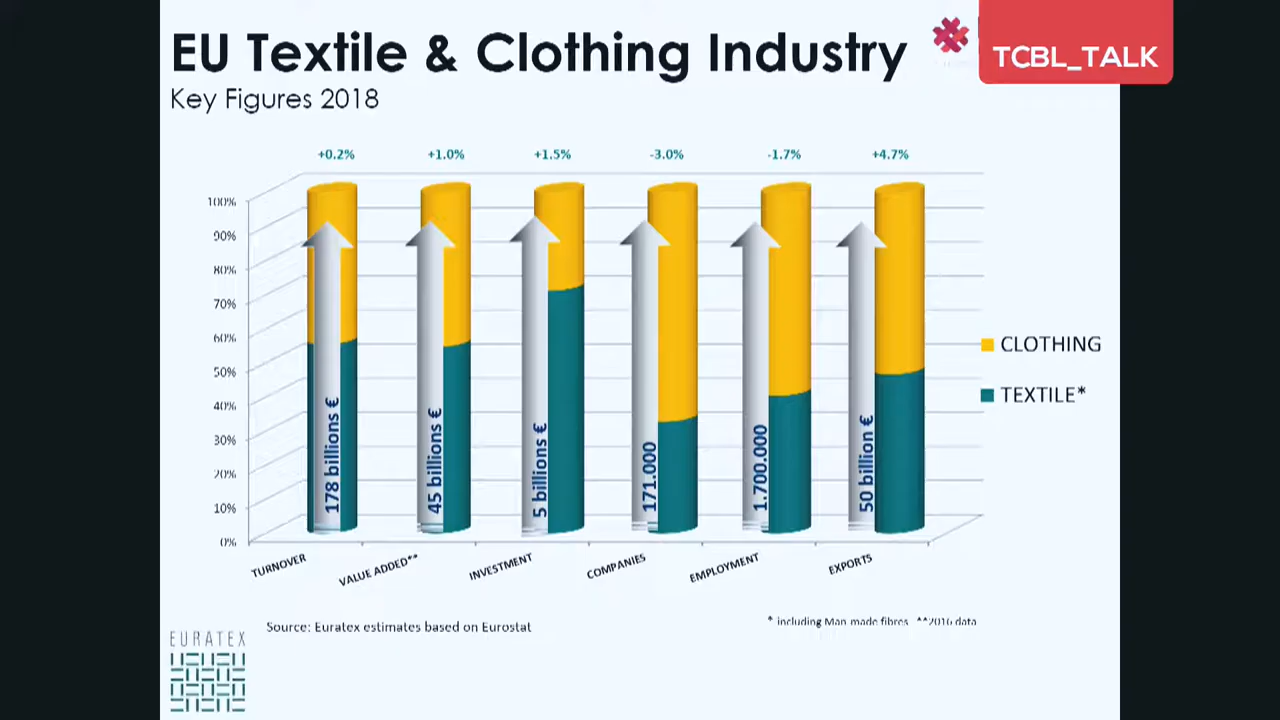 EU Textile & Clothing Industry
TCBL_TALK
Key Figures 2018
+0.2% +1.0% +1.5% -3.0% -1.7% +4.7%
100%
90%
80%
70%
60%
50%
40%
30%
20%
10%
0%
178 billions €
45 billions €
5 billions €
171.000
1.700.000
50 billion €
CLOTHING
TEXTILE*
TURNOVER
VALUE ADDED**
INVESTMENT
COMPANIES
EMPLOYMENT
EXPORTS
Source: Euratex estimates based on Eurostat
* including Man made fibres **2016 data
EURATEX